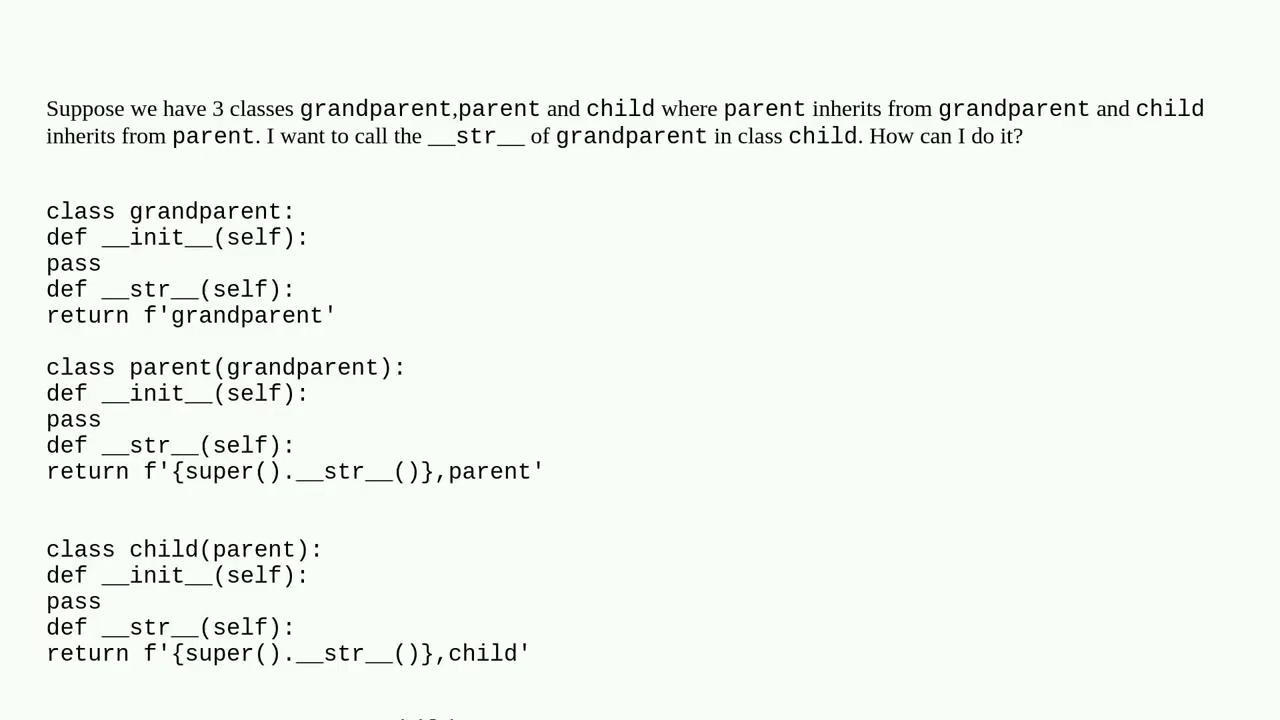 Suppose we have 3 classes grandparent,parent and child where parent inherits from grandparent and child
inherits from parent. I want to call the __str__ of grandparent in class child. How can I do it?
class grandparent:
def __init__(self):
pass
def __str__(self):
return f'grandparent'
class parent(grandparent):
def __init__(self):
pass
def __str__(self):
return f'{super().__str__()},parent'
class child(parent):
def __init__(self):
pass
def __str__(self):
return f'{super().__str__()},child'